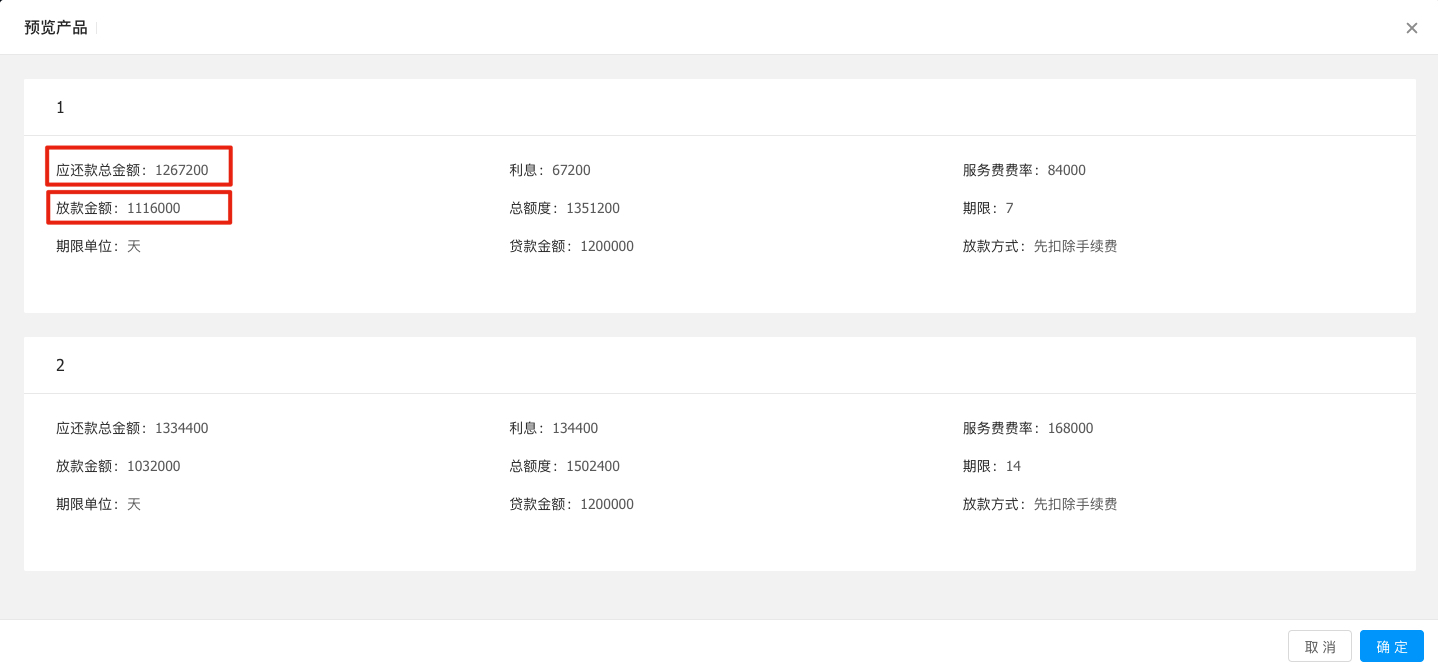 预览产品
1
应还款总金额：1267200 利息：67200 服务费费率：84000
放款金额：1116000 总额度：1351200 期限：7
期限单位：天 贷款金额：1200000 放款方式：先扣除手续费
2
应还款总金额：1334400 利息：134400 服务费费率：168000
放款金额：1032000 总额度：1502400 期限：14
期限单位：天 贷款金额：1200000 放款方式：先扣除手续费
取 消 确 定